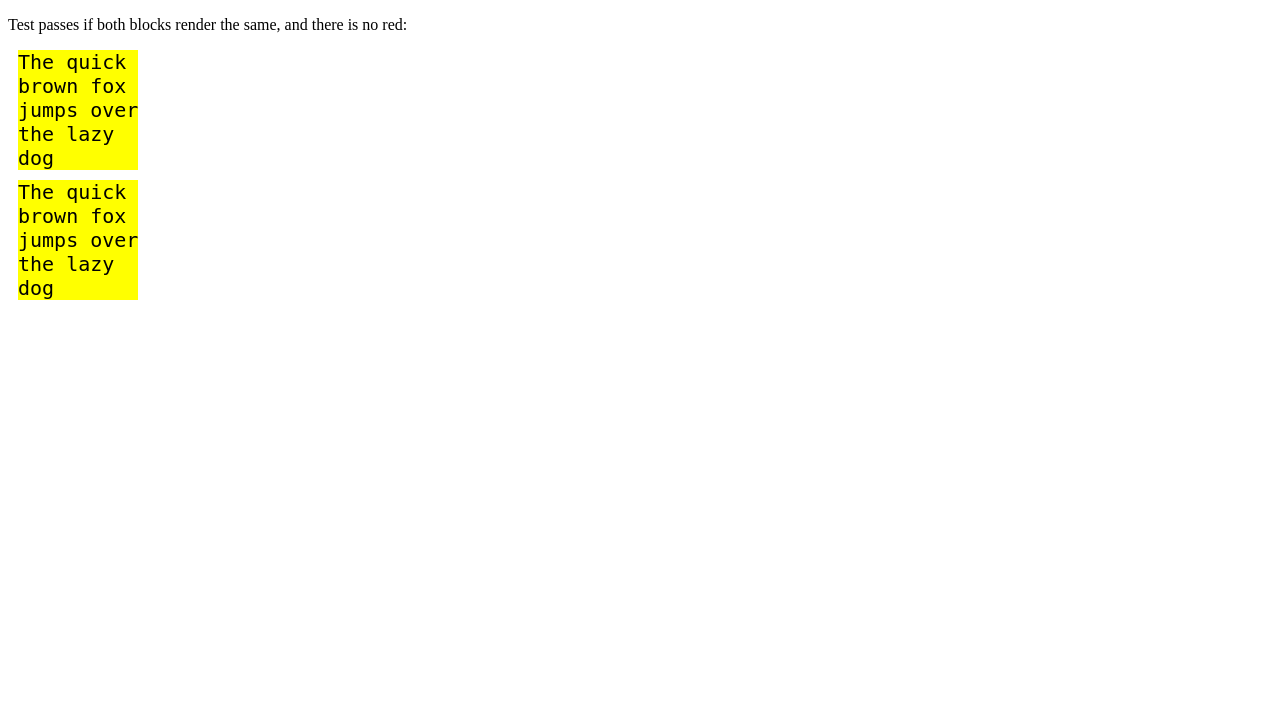 Test passes if both blocks render the same, and there is no red:
The quick
brown fox
jumps over
the lazy
dog
The quick
brown fox
jumps over
the lazy
dog